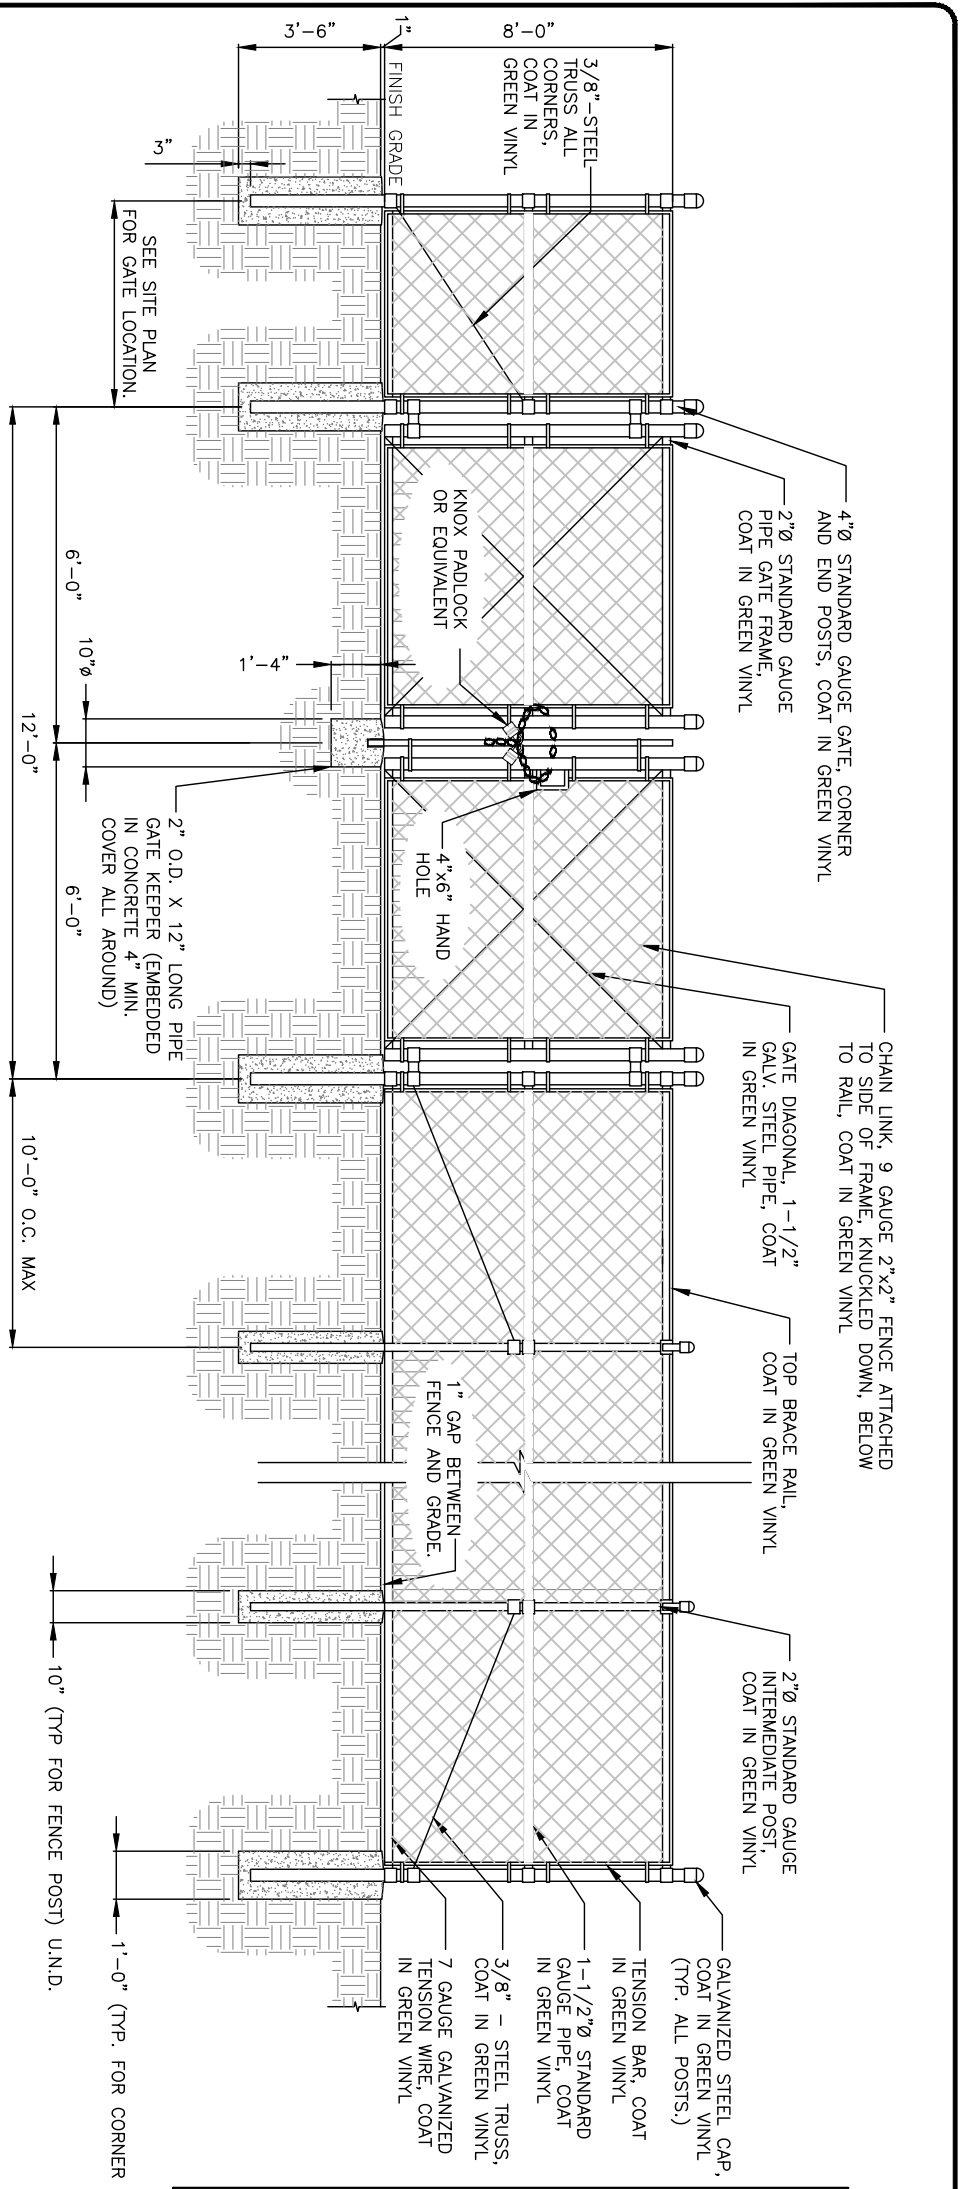 CHAIN LINK, 9 GAUGE 2"x2" FENCE ATTACHED
TO SIDE OF FRAME, KNUCKLED DOWN, BELOW
TO RAIL, COAT IN GREEN VINYL
4"Ø STANDARD GAUGE GATE, CORNER
AND END POSTS, COAT IN GREEN VINYL
2"Ø STANDARD GAUGE
PIPE GATE FRAME,
COAT IN GREEN VINYL
GATE DIAGONAL, 1-1/2"
GALV. STEEL PIPE, COAT
IN GREEN VINYL
TOP BRACE RAIL,
COAT IN GREEN VINYL
2"Ø STANDARD GAUGE
INTERMEDIATE POST,
COAT IN GREEN VINYL
GALVANIZED STEEL CAP,
COAT IN GREEN VINYL
(TYP. ALL POSTS.)
TENSION BAR, COAT
IN GREEN VINYL
1-1/2"Ø STANDARD
GAUGE PIPE, COAT
IN GREEN VINYL
3/8" - STEEL TRUSS,
COAT IN GREEN VINYL
7 GAUGE GALVANIZED
TENSION WIRE, COAT
IN GREEN VINYL
3/8"-STEEL
TRUSS ALL
CORNERS,
COAT IN
GREEN VINYL
8'-0"
1"
3'-6"
FINISH GRADE
3"
KNOX PADLOCK
OR EQUIVALENT
4"x6" HAND
HOLE
1" GAP BETWEEN
FENCE AND GRADE.
SEE SITE PLAN
FOR GATE LOCATION.
1'-4"
10"ø
6'-0"
6'-0"
12'-0"
2" O.D. X 12" LONG PIPE
GATE KEEPER (EMBEDDED
IN CONCRETE 4" MIN.
COVER ALL AROUND)
10'-0" O.C. MAX
10" (TYP FOR FENCE POST) U.N.D.
1'-0" (TYP. FOR CORNER